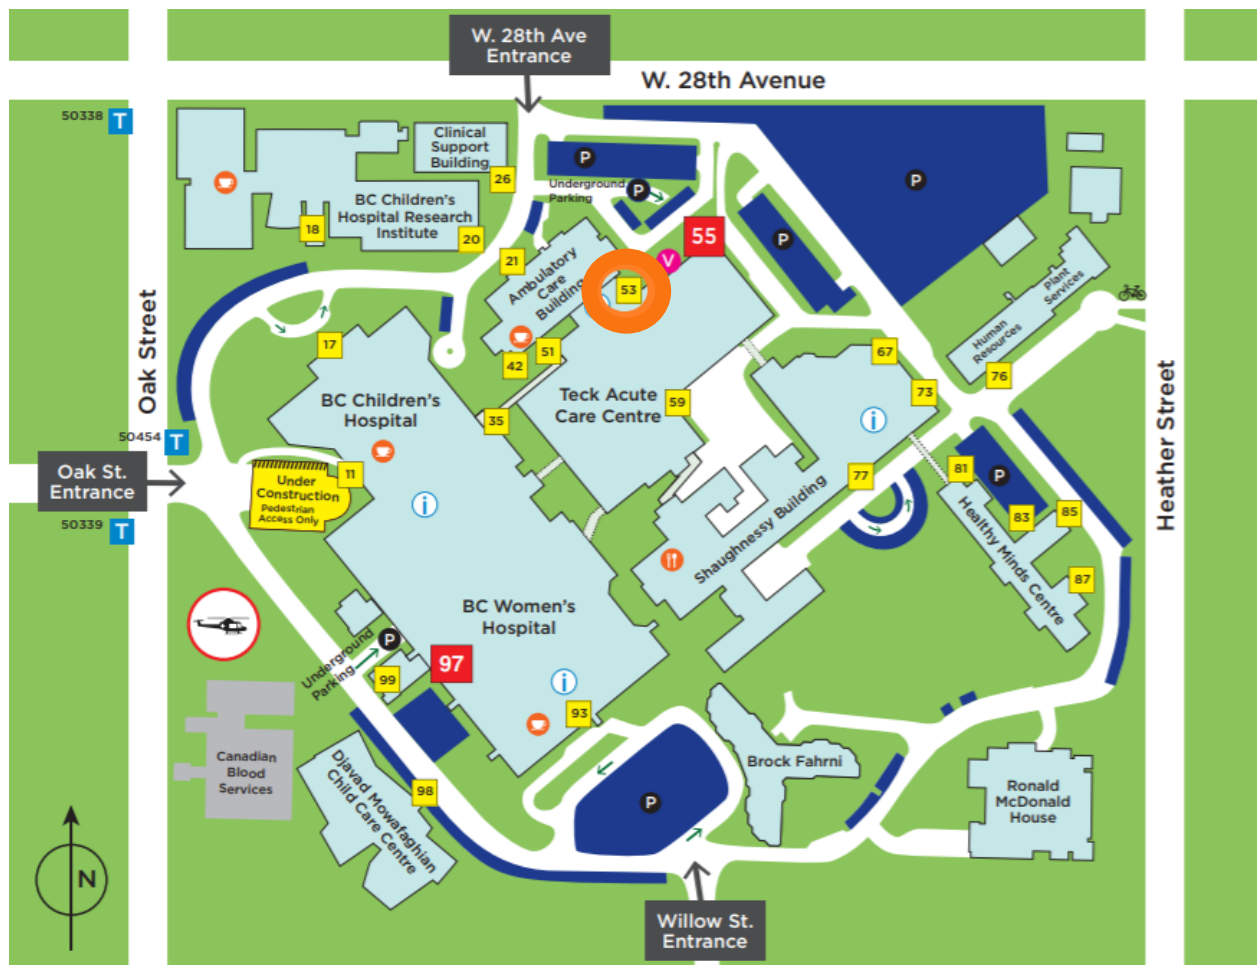 W. 28th Ave
Entrance
W. 28th Avenue
50338
T
Clinical
Support
Building
P
P
P
Underground
Parking
26
BC Children's
Hospital Research
Institute
18
20
21
55
V
P
Ambulatory
Care
Building
53
Plant
Services
Human
Resources
Oak Street
17
51
42
67
76
73
BC Children's
Hospital
Teck Acute
Care Centre
59
35
i
Heather Street
50454
T
Oak St.
Entrance
11
Under
Construction
Pedestrian
Access Only
i
77
81
P
83
85
50339
T
Shaughnessy Building
Healthy Minds Centre
87
BC Women's
Hospital
Underground
Parking
P
97
99
i
93
Canadian
Blood
Services
Djavad Mowafaghian
Child Care Centre
98
P
Brock Fahrni
Ronald
McDonald
House
N
Willow St.
Entrance